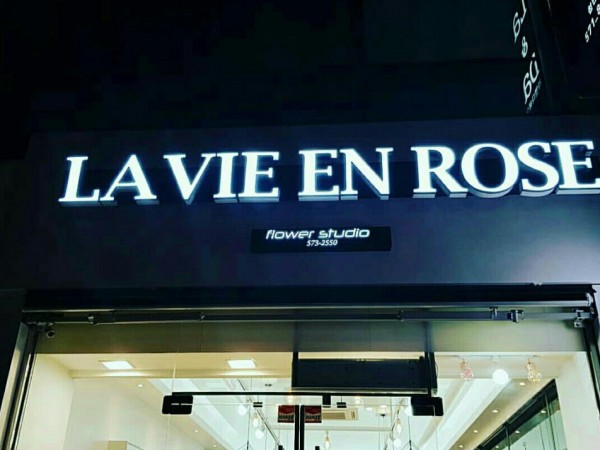 LA VIE EN ROSE
flower studio
573-2550